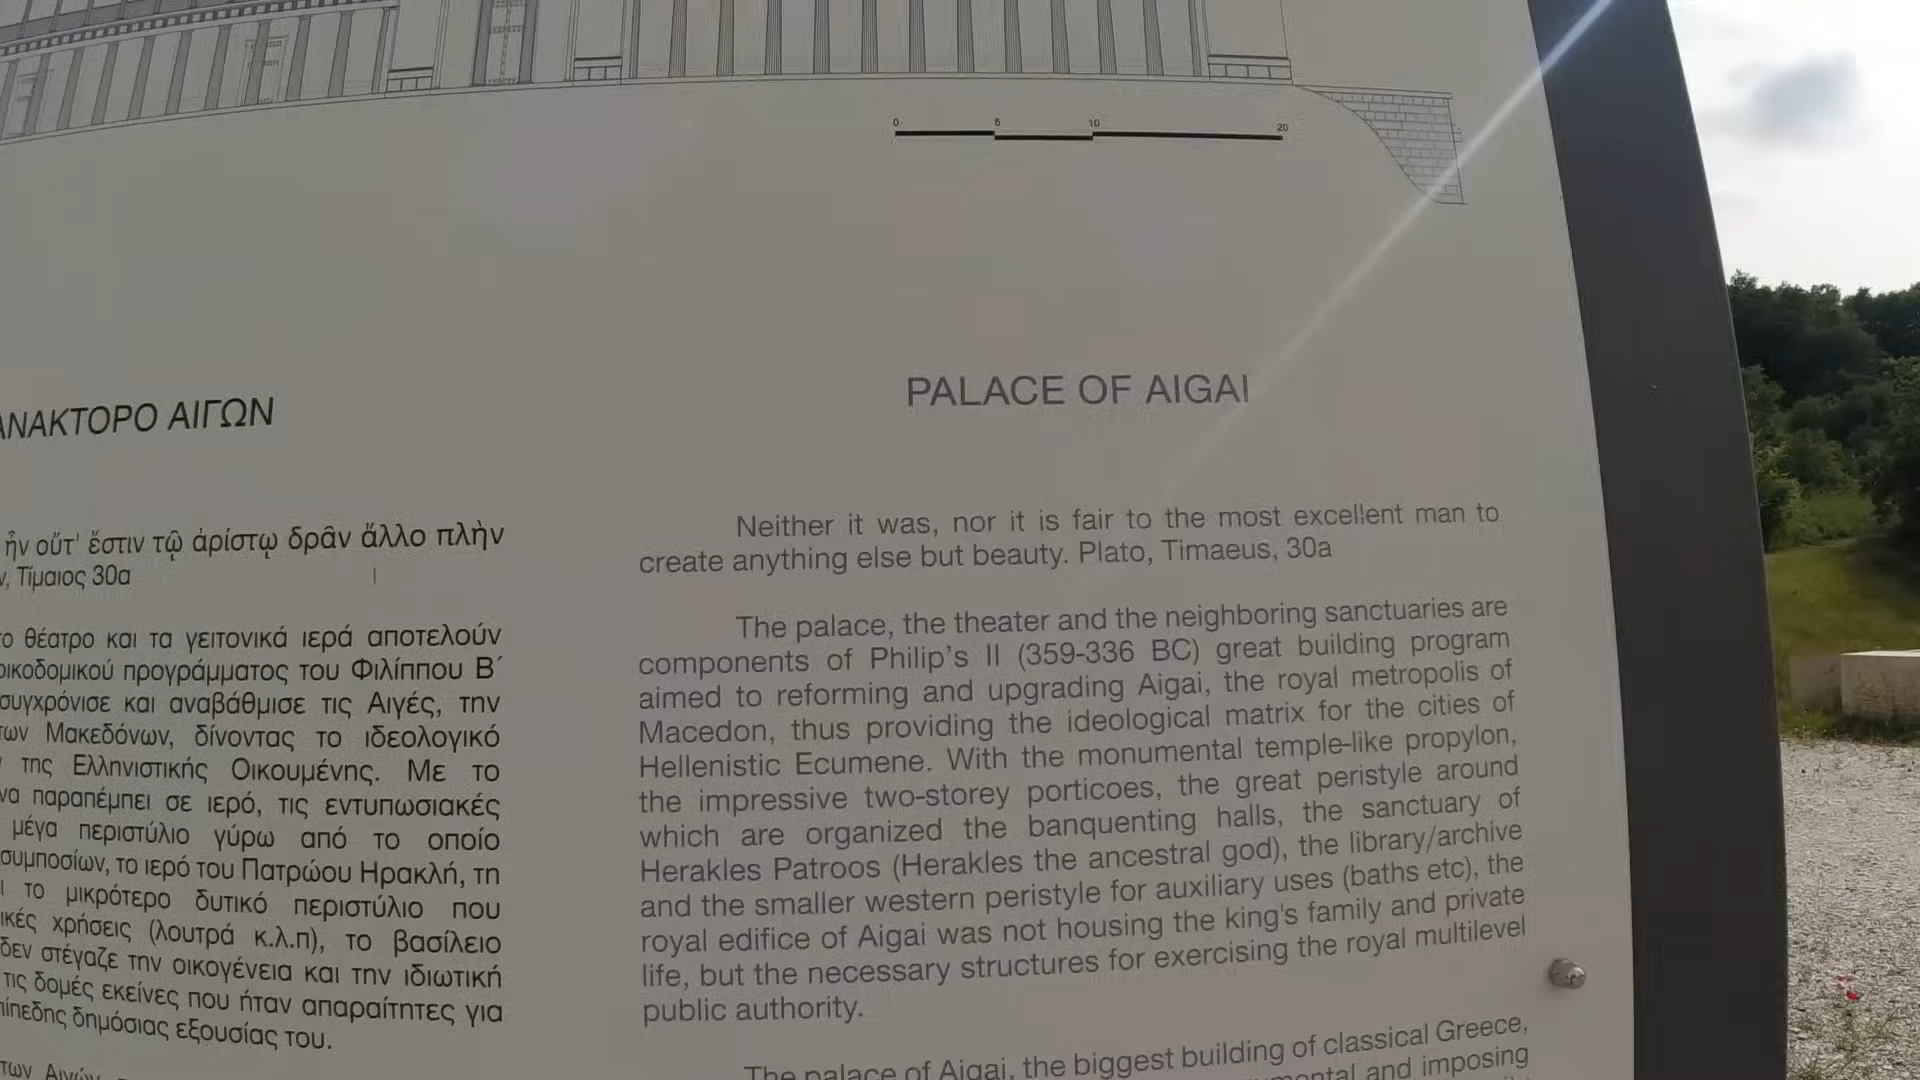 0 5 10 20
ΑΝΑΚΤΟΡΟ ΑΙΓΩΝ
ἦν οὔτ' ἔστιν τῷ ἀρίστῳ δρᾶν ἄλλο πλὴν
Τίμαιος 30α
θέατρο και τα γειτονικά ιερά αποτελούν
οικοδομικού προγράμματος του Φιλίππου Β΄
συγχρόνισε και αναβάθμισε τις Αιγές, την
των Μακεδόνων, δίνοντας το ιδεολογικό
της Ελληνιστικής Οικουμένης. Με το
να παραπέμπει σε ιερό, τις εντυπωσιακές
μέγα περιστύλιο γύρω από το οποίο
συμποσίων, το ιερό του Πατρώου Ηρακλή, τη
το μικρότερο δυτικό περιστύλιο που
χρήσεις (λουτρά κ.λ.π), το βασίλειο
δεν στέγαζε την οικογένεια και την ιδιωτική
τις δομές εκείνες που ήταν απαραίτητες για
δημόσιας εξουσίας του.
των Αιγών
PALACE OF AIGAI
Neither it was, nor it is fair to the most excellent man to
create anything else but beauty. Plato, Timaeus, 30a
The palace, the theater and the neighboring sanctuaries are
components of Philip's II (359-336 BC) great building program
aimed to reforming and upgrading Aigai, the royal metropolis of
Macedon, thus providing the ideological matrix for the cities of
Hellenistic Ecumene. With the monumental temple-like propylon,
the impressive two-storey porticoes, the great peristyle around
which are organized the banquenting halls, the sanctuary of
Herakles Patroos (Herakles the ancestral god), the library/archive
and the smaller western peristyle for auxiliary uses (baths etc), the
royal edifice of Aigai was not housing the king's family and private
life, but the necessary structures for exercising the royal multilevel
public authority.
The palace of Aigai, the biggest building of classical Greece,
and imposing